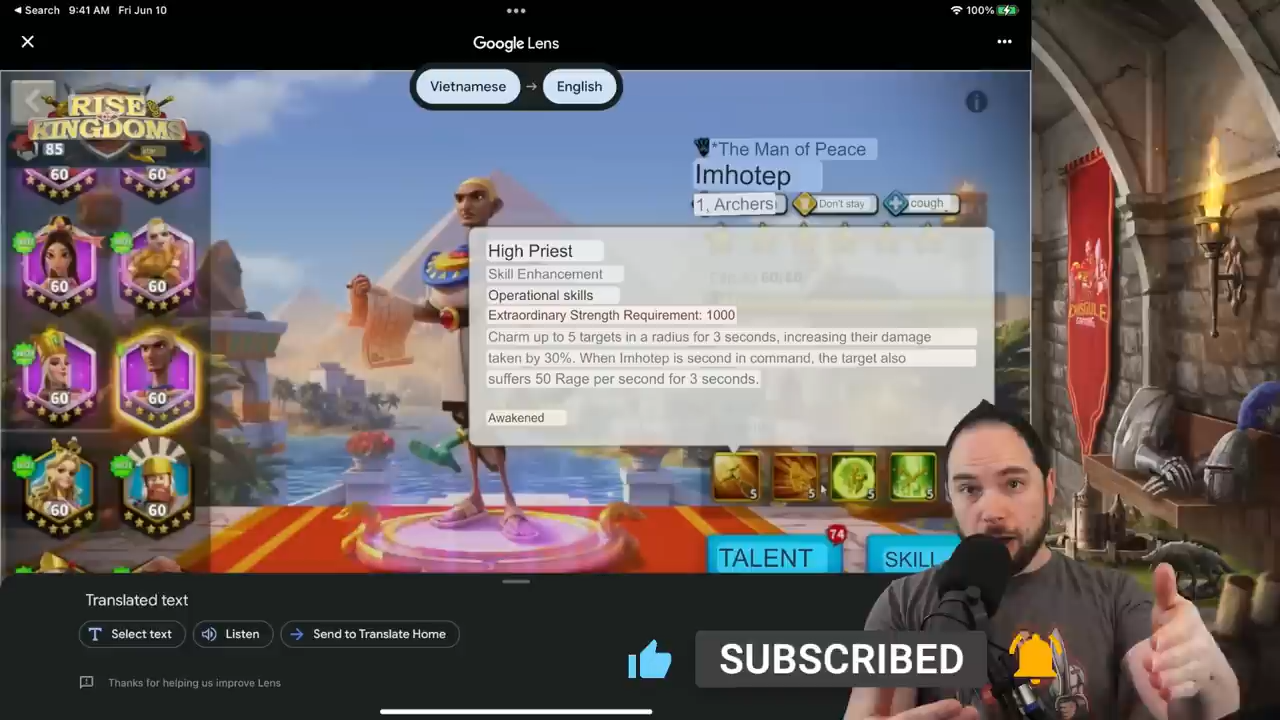 Search 9:41 AM Fri Jun 10
100%
Google Lens
Vietnamese → English
RISE OF KINGDOMS
85
*The Man of Peace
Imhotep
1, Archers
Don't stay
cough
60
60
High Priest
Skill Enhancement
Operational skills
Extraordinary Strength Requirement: 1000
Charm up to 5 targets in a radius for 3 seconds, increasing their damage
taken by 30%. When Imhotep is second in command, the target also
suffers 50 Rage per second for 3 seconds.
Awakened
60
60
60
60
60
60
5
5
5
5
74
TALENT
SKILL
Translated text
Select text
Listen
Send to Translate Home
SUBSCRIBED
Thanks for helping us improve Lens